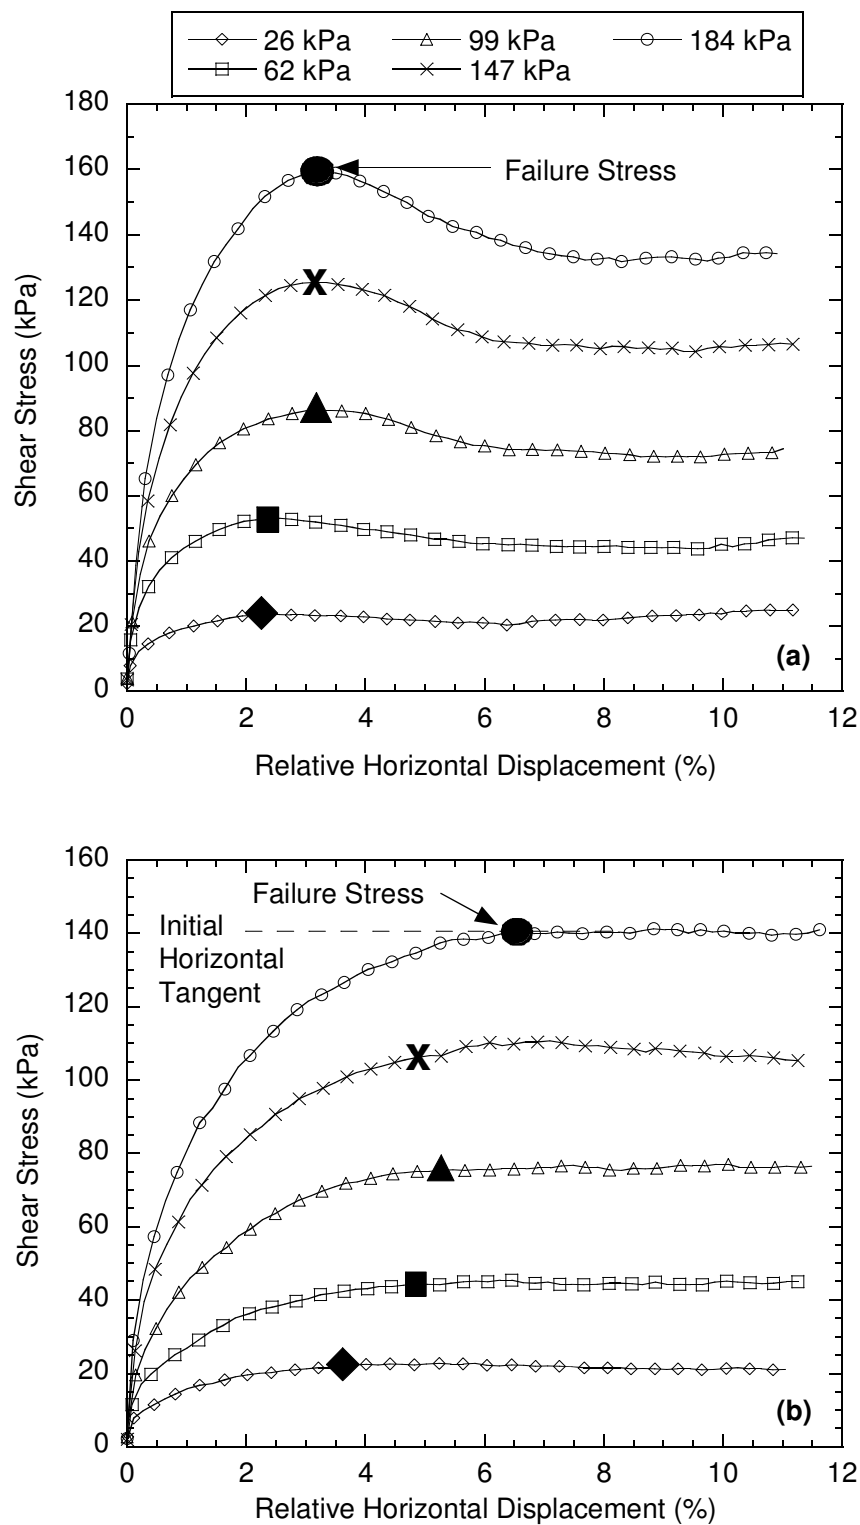 26 kPa 99 kPa 184 kPa
62 kPa 147 kPa
180
160
140
120
100
80
60
40
20
0
Shear Stress (kPa)
Failure Stress
(a)
0 2 4 6 8 10 12
Relative Horizontal Displacement (%)
160
140
120
100
80
60
40
20
0
Shear Stress (kPa)
Failure Stress
Initial
Horizontal
Tangent
(b)
0 2 4 6 8 10 12
Relative Horizontal Displacement (%)